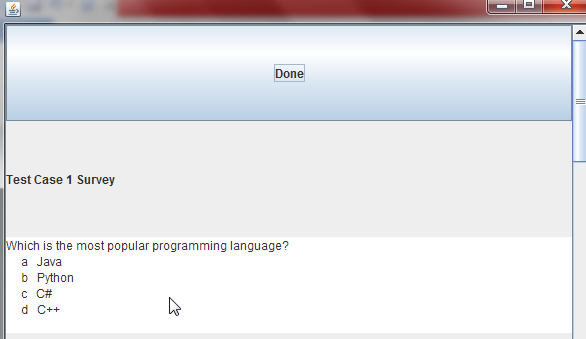 Done
Test Case 1 Survey
Which is the most popular programming language?
a Java
b Python
c C#
d C++